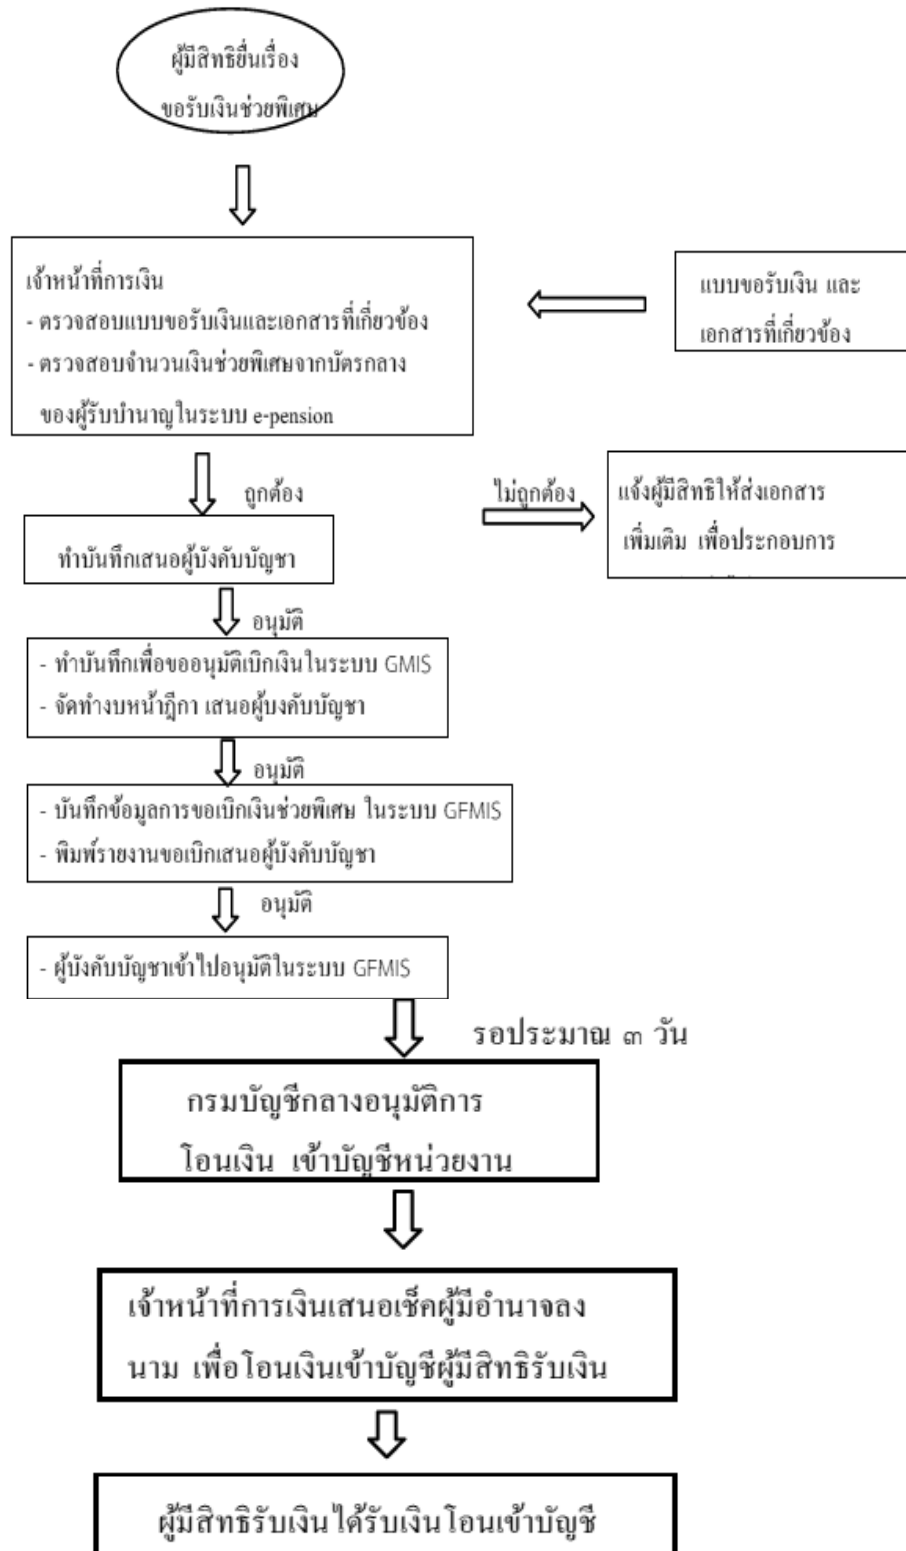 ผู้มีสิทธิยื่นเรื่อง
ขอรับเงินช่วยพิเศษ
เจ้าหน้าที่การเงิน
- ตรวจสอบแบบขอรับเงินและเอกสารที่เกี่ยวข้อง
- ตรวจสอบจำนวนเงินช่วยพิเศษจากบัตรกลาง
ของผู้รับบำนาญในระบบ e-pension
แบบขอรับเงิน และ
เอกสารที่เกี่ยวข้อง
ถูกต้อง
ไม่ถูกต้อง
แจ้งผู้มีสิทธิให้ส่งเอกสาร
เพิ่มเติม เพื่อประกอบการ
ทำบันทึกเสนอผู้บังคับบัญชา
อนุมัติ
- ทำบันทึกเพื่อขออนุมัติเบิกเงินในระบบ GMIS
- จัดทำงบหน้าฎีกา เสนอผู้บงคับบัญชา
อนุมัติ
- บันทึกข้อมูลการขอเบิกเงินช่วยพิเศษ ในระบบ GFMIS
- พิมพ์รายงานขอเบิกเสนอผู้บังคับบัญชา
อนุมัติ
- ผู้บังคับบัญชาเข้าไปอนุมัติในระบบ GFMIS
รอประมาณ ๓ วัน
กรมบัญชีกลางอนุมัติการ
โอนเงิน เข้าบัญชีหน่วยงาน
เจ้าหน้าที่การเงินเสนอเช็คผู้มีอำนาจลง
นาม เพื่อโอนเงินเข้าบัญชีผู้มีสิทธิรับเงิน
ผู้มีสิทธิรับเงินได้รับเงินโอนเข้าบัญชี